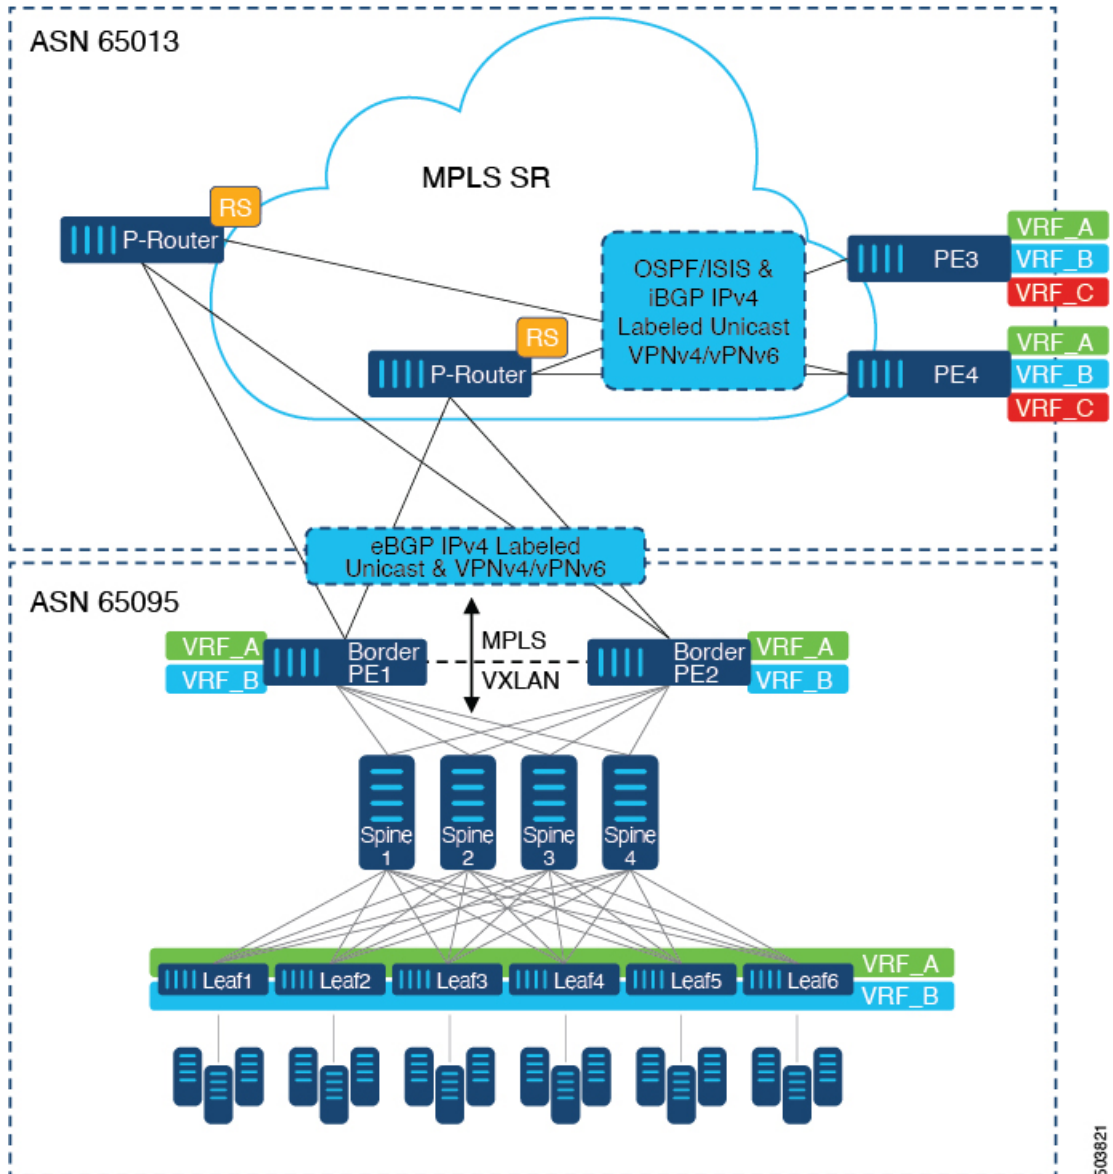 ASN 65013
MPLS SR
RS
P-Router
RS
P-Router
OSPF/ISIS &
iBGP IPv4
Labeled Unicast
VPNv4/vPNv6
PE3
VRF_A
VRF_B
VRF_C
PE4
VRF_A
VRF_B
VRF_C
eBGP IPv4 Labeled
Unicast & VPNv4/vPNv6
ASN 65095
VRF_A
VRF_B
Border
PE1
MPLS
VXLAN
Border
PE2
VRF_A
VRF_B
Spine
1
Spine
2
Spine
3
Spine
4
Leaf1
Leaf2
Leaf3
Leaf4
Leaf5
Leaf6
VRF_A
VRF_B
503821